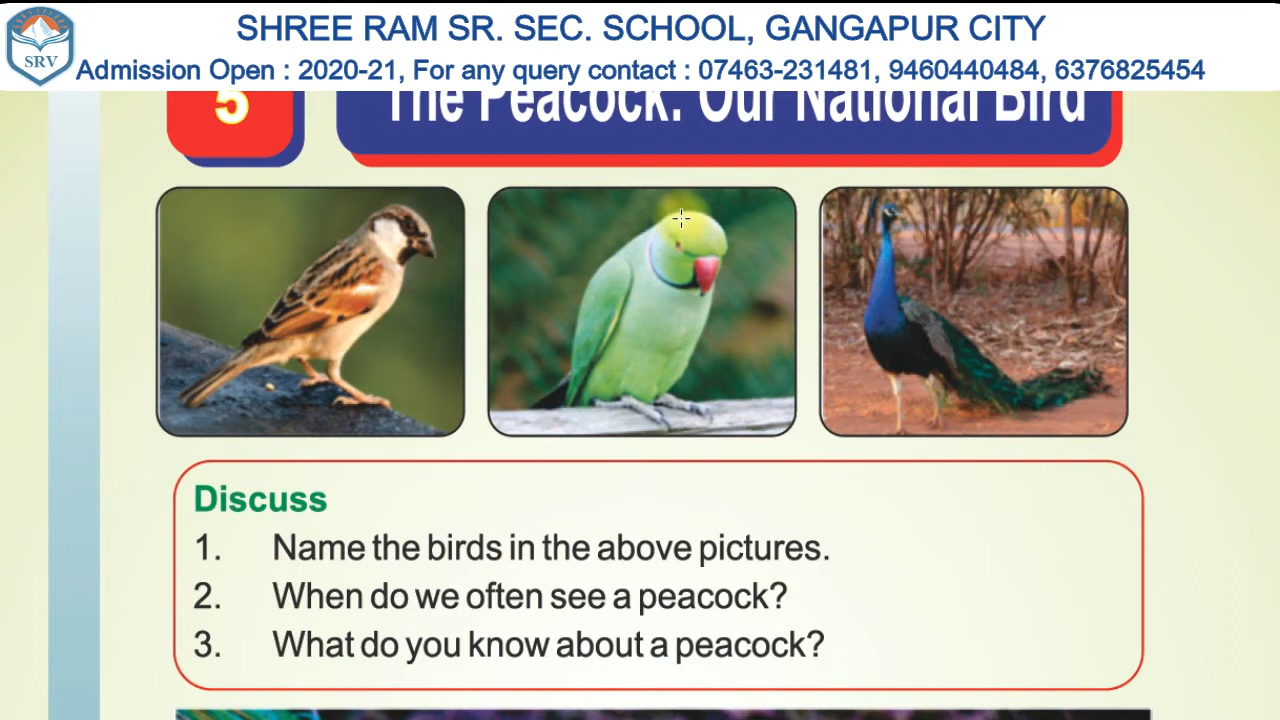 SHREE RAM SR. SEC. SCHOOL, GANGAPUR CITY
SRV
Admission Open : 2020-21, For any query contact : 07463-231481, 9460440484, 6376825454
5
The Peacock: Our National Bird
Discuss
1. Name the birds in the above pictures.
2. When do we often see a peacock?
3. What do you know about a peacock?